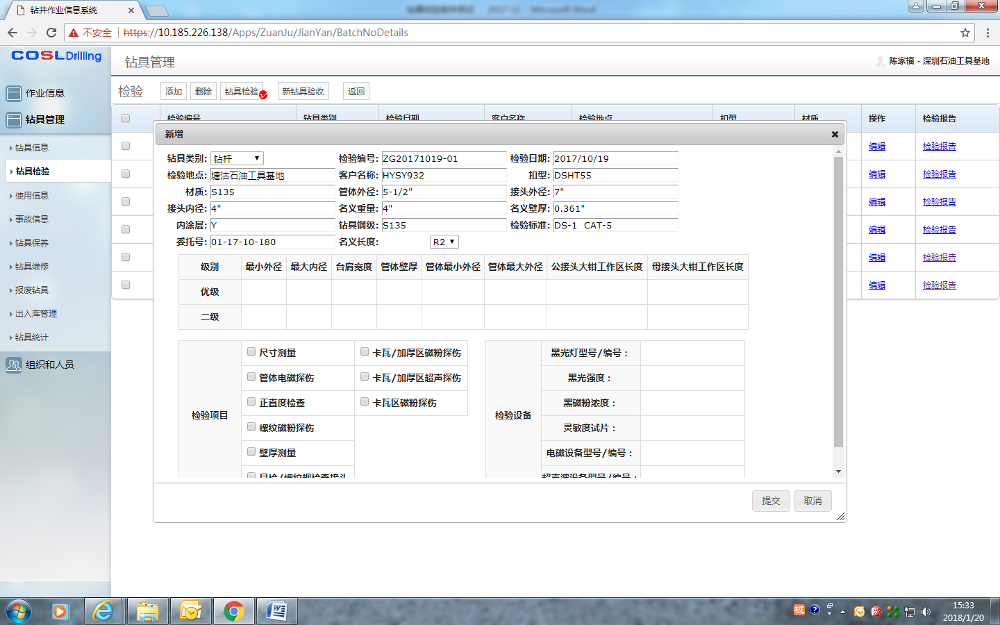 钻井作业信息系统
不安全 https://10.185.226.138/Apps/ZuanJu/JianYan/BatchNoDetails
COSL Drilling
钻具管理
陈家福 - 深圳石油工具基地
作业信息
钻具管理
钻具信息
钻具检验
使用信息
事故信息
钻具保养
钻具维修
报废钻具
出入库管理
钻具统计
组织和人员
检验 添加 删除 钻具检验 新钻具验收 返回
检验编号 钻具类别 检验日期 客户名称 检验地点 扣型 材质 操作 检验报告
编辑 检验报告
编辑 检验报告
编辑 检验报告
编辑 检验报告
编辑 检验报告
编辑 检验报告
新增
钻具类别: 钻杆 检验编号: ZG20171019-01 检验日期: 2017/10/19
检验地点: 塘沽石油工具基地 客户名称: HYSY932 扣型: DSHT55
材质: S135 管体外径: 5-1/2" 接头外径: 7"
接头内径: 4" 名义重量: 4" 名义壁厚: 0.361"
内涂层: Y 钻具钢级: S135 检验标准: DS-1 CAT-5
委托号: 01-17-10-180 名义长度: R2
级别 最小外径 最大内径 台肩宽度 管体壁厚 管体最小外径 管体最大外径 公接头大钳工作区长度 母接头大钳工作区长度
优级
二级
检验项目
尺寸测量 卡瓦/加厚区磁粉探伤
管体电磁探伤 卡瓦/加厚区超声探伤
正直度检查 卡瓦区磁粉探伤
螺纹磁粉探伤
壁厚测量
目检/螺纹规检查接头
检验设备
黑光灯型号/编号：
黑光强度：
黑磁粉浓度：
灵敏度试片：
电磁设备型号/编号：
超声波设备型号/编号：
提交 取消
15:33
2018/1/20